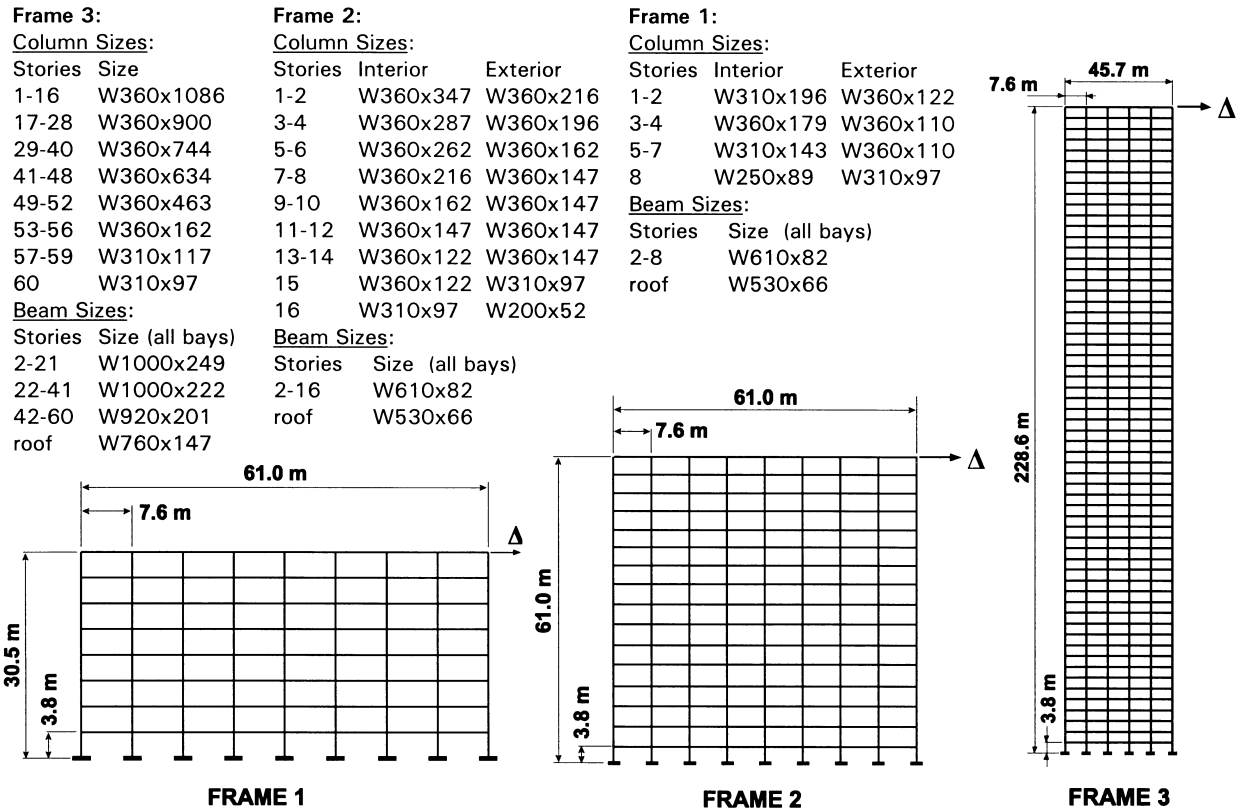 Frame 3:
Column Sizes:
Stories Size
1-16 W360x1086
17-28 W360x900
29-40 W360x744
41-48 W360x634
49-52 W360x463
53-56 W360x162
57-59 W310x117
60 W310x97
Beam Sizes:
Stories Size (all bays)
2-21 W1000x249
22-41 W1000x222
42-60 W920x201
roof W760x147
Frame 2:
Column Sizes:
Stories Interior Exterior
1-2 W360x347 W360x216
3-4 W360x287 W360x196
5-6 W360x262 W360x162
7-8 W360x216 W360x147
9-10 W360x162 W360x147
11-12 W360x147 W360x147
13-14 W360x122 W360x147
15 W360x122 W310x97
16 W310x97 W200x52
Beam Sizes:
Stories Size (all bays)
2-16 W610x82
roof W530x66
Frame 1:
Column Sizes:
Stories Interior Exterior
1-2 W310x196 W360x122
3-4 W360x179 W360x110
5-7 W310x143 W360x110
8 W250x89 W310x97
Beam Sizes:
Stories Size (all bays)
2-8 W610x82
roof W530x66
61.0 m
7.6 m
Δ
30.5 m
3.8 m
FRAME 1
61.0 m
7.6 m
Δ
61.0 m
3.8 m
FRAME 2
45.7 m
7.6 m
Δ
228.6 m
3.8 m
FRAME 3